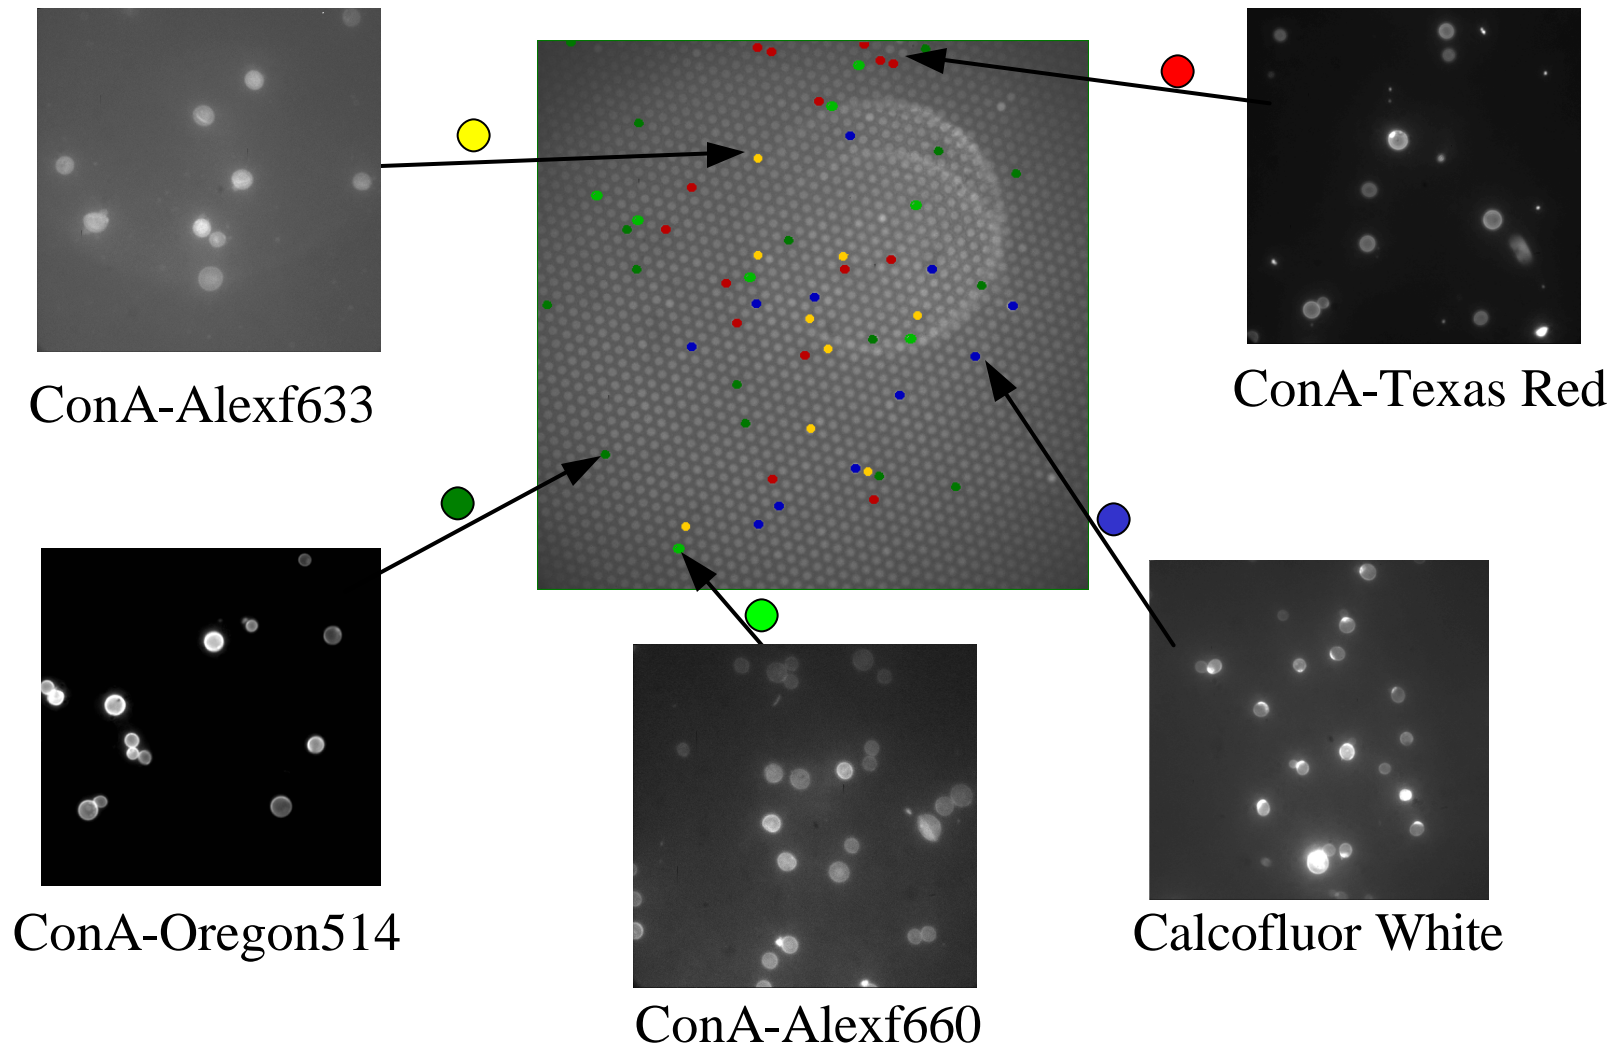 ConA-Alexf633
ConA-Texas Red
ConA-Oregon514
Calcofluor White
ConA-Alexf660